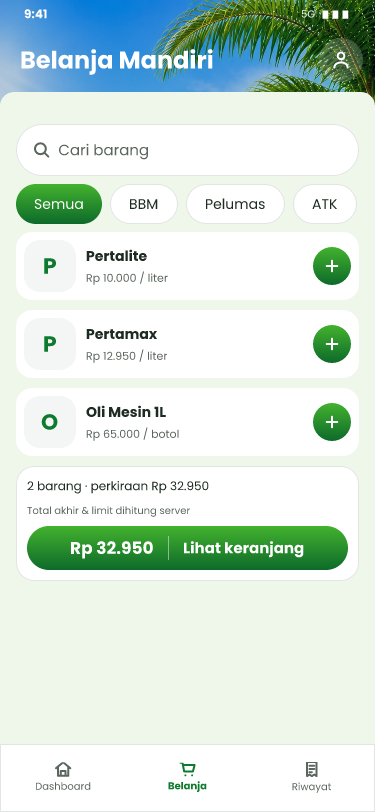 9:41
5G
Belanja Mandiri
Cari barang
Semua
BBM
Pelumas
ATK
P
Pertalite
Rp 10.000 / liter
P
Pertamax
Rp 12.950 / liter
O
Oli Mesin 1L
Rp 65.000 / botol
2 barang · perkiraan Rp 32.950
Total akhir & limit dihitung server
Rp 32.950
Lihat keranjang
Dashboard
Belanja
Riwayat